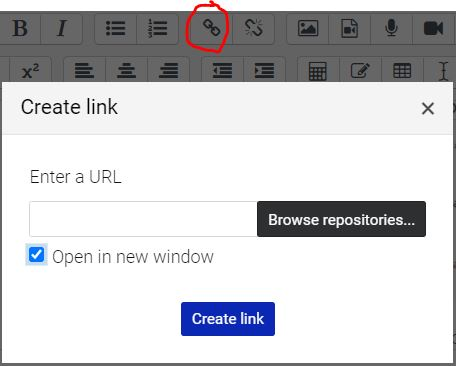 B I
x²
Create link ×
Enter a URL
Browse repositories...
Open in new window
Create link